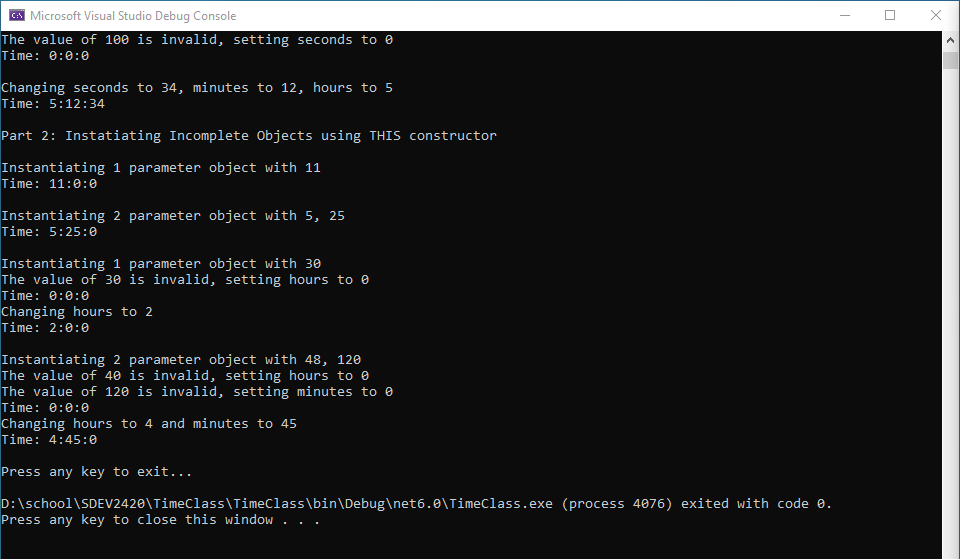 Microsoft Visual Studio Debug Console
The value of 100 is invalid, setting seconds to 0
Time: 0:0:0
Changing seconds to 34, minutes to 12, hours to 5
Time: 5:12:34
Part 2: Instatiating Incomplete Objects using THIS constructor
Instantiating 1 parameter object with 11
Time: 11:0:0
Instantiating 2 parameter object with 5, 25
Time: 5:25:0
Instantiating 1 parameter object with 30
The value of 30 is invalid, setting hours to 0
Time: 0:0:0
Changing hours to 2
Time: 2:0:0
Instantiating 2 parameter object with 48, 120
The value of 40 is invalid, setting hours to 0
The value of 120 is invalid, setting minutes to 0
Time: 0:0:0
Changing hours to 4 and minutes to 45
Time: 4:45:0
Press any key to exit...
D:\school\SDEV2420\TimeClass\TimeClass\bin\Debug\net6.0\TimeClass.exe (process 4076) exited with code 0.
Press any key to close this window . . .